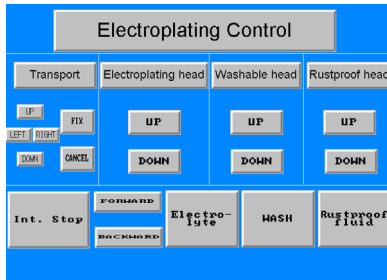 Electroplating Control
Transport
Electroplating head
Washable head
Rustproof head
UP
FIX
UP
UP
UP
LEFT
RIGHT
DOWN
CANCEL
DOWN
DOWN
DOWN
Int. Stop
FORWARD
BACKWARD
Electro-
lyte
WASH
Rustproof
fluid